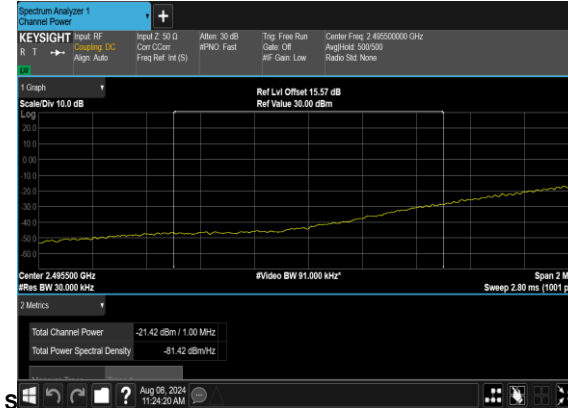 Spectrum Analyzer 1
Channel Power
+
KEYSIGHT
R T
LV
Input: RF
Coupling: DC
Align: Auto
Input Z: 50 Ω
Corr CCorr
Freq Ref: Int (S)
Atten: 30 dB
#PNO: Fast
Trig: Free Run
Gate: Off
#IF Gain: Low
Center Freq: 2.495500000 GHz
Avg|Hold: 500/500
Radio Std: None
1 Graph
Scale/Div 10.0 dB
Ref Lvl Offset 15.57 dB
Ref Value 30.00 dBm
Log
20.0
10.0
0.00
-10.0
-20.0
-30.0
-40.0
-50.0
-60.0
Center 2.495500 GHz
#Res BW 30.000 kHz
#Video BW 91.000 kHz*
Span 2 M
Sweep 2.80 ms (1001 p
2 Metrics
Total Channel Power -21.42 dBm / 1.00 MHz
Total Power Spectral Density -81.42 dBm/Hz
S
?
Aug 08, 2024
11:24:20 AM